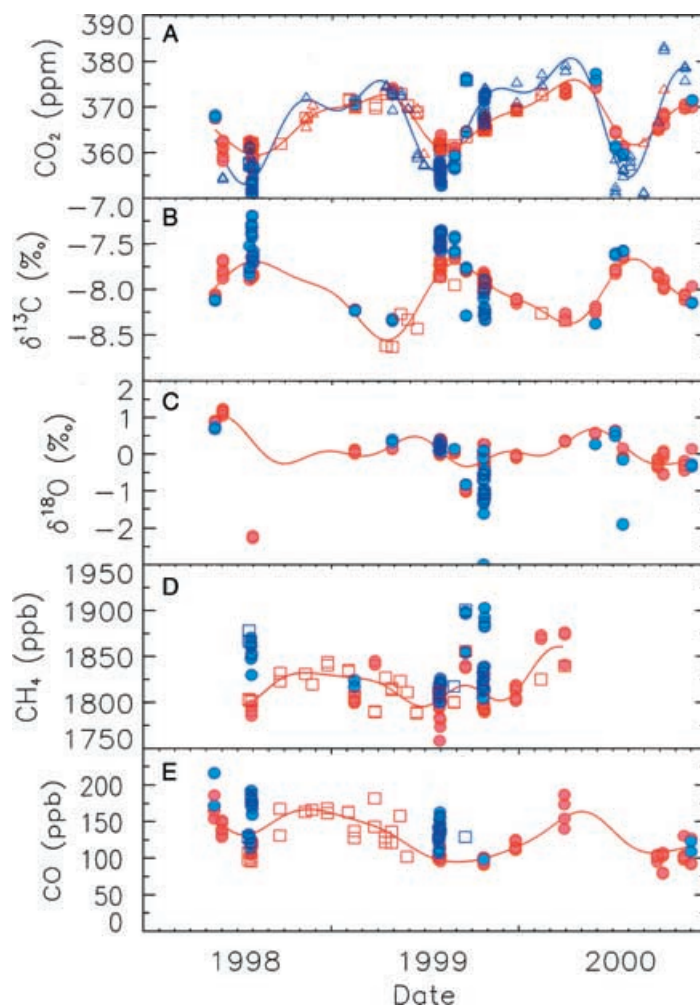 A
390
380
370
360
CO₂ (ppm)
B
−7.0
−7.5
−8.0
−8.5
δ¹³C (‰)
C
2
1
0
−1
−2
δ¹⁸O (‰)
D
1950
1900
1850
1800
1750
CH₄ (ppb)
E
200
150
100
50
0
CO (ppb)
1998 1999 2000
Date